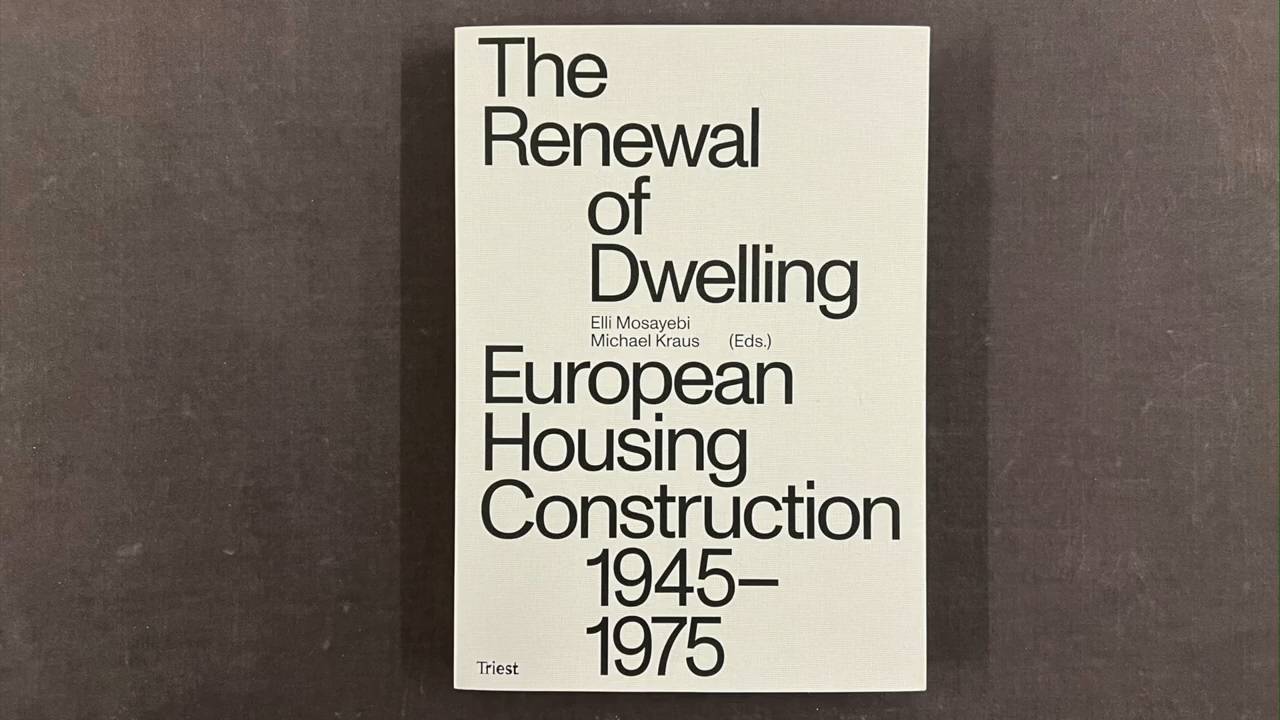 The
Renewal
of
Dwelling
Elli Mosayebi
Michael Kraus (Eds.)
European
Housing
Construction
1945–
1975
Triest